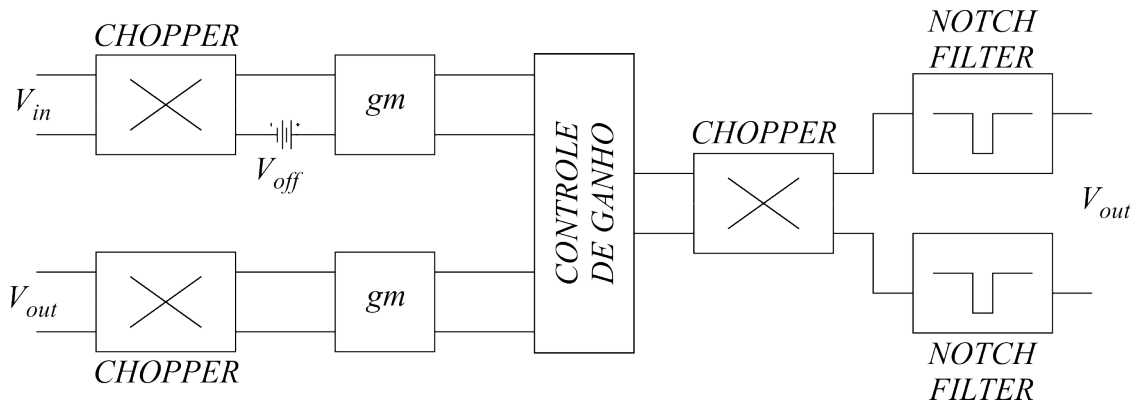 CHOPPER
V_in
V_off
gm
V_out
CHOPPER
gm
CONTROLE
DE GANHO
CHOPPER
NOTCH
FILTER
V_out
NOTCH
FILTER